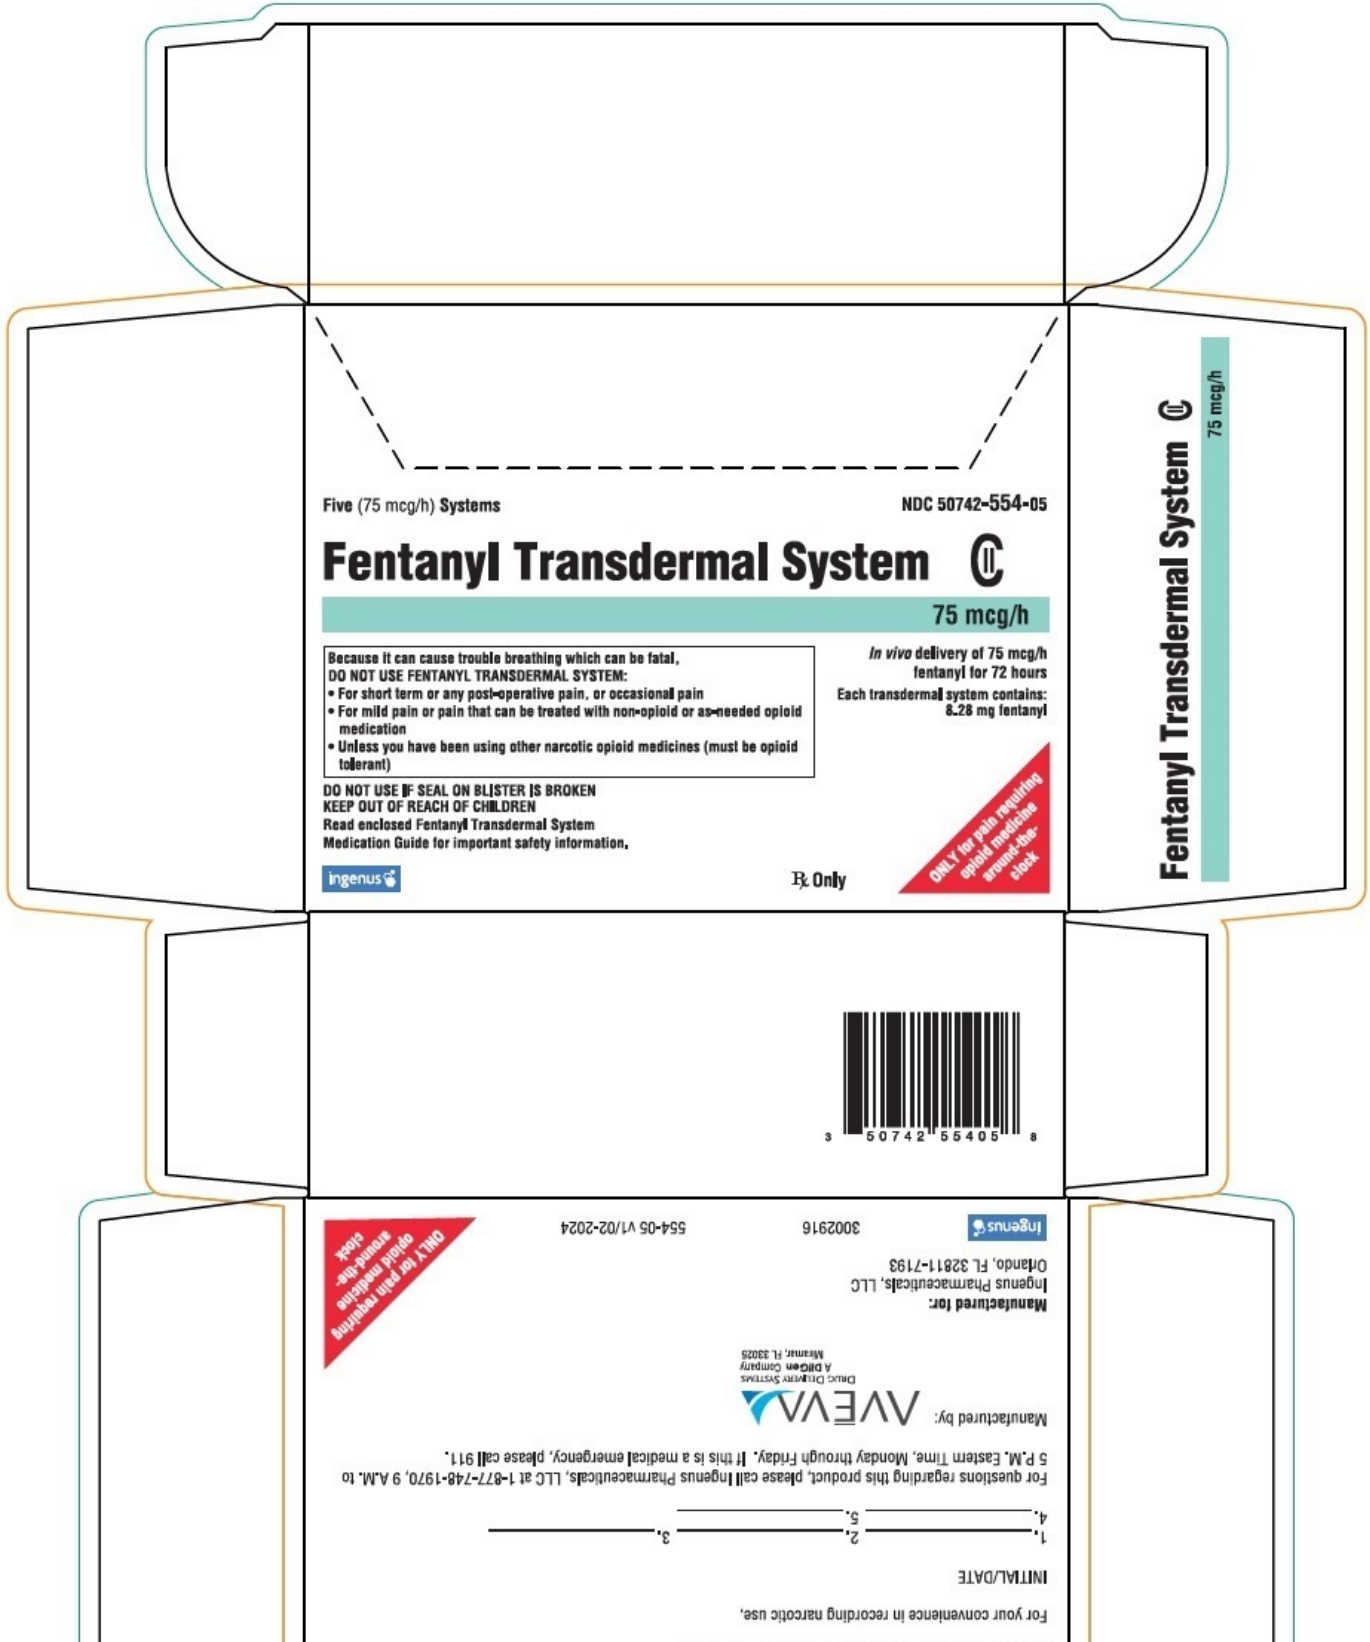 Five (75 mcg/h) Systems
NDC 50742-554-05
Fentanyl Transdermal System CII
75 mcg/h
Because it can cause trouble breathing which can be fatal,
DO NOT USE FENTANYL TRANSDERMAL SYSTEM:
• For short term or any post-operative pain, or occasional pain
• For mild pain or pain that can be treated with non-opioid or as-needed opioid
medication
• Unless you have been using other narcotic opioid medicines (must be opioid
tolerant)
In vivo delivery of 75 mcg/h
fentanyl for 72 hours
Each transdermal system contains:
8.28 mg fentanyl
DO NOT USE IF SEAL ON BLISTER IS BROKEN
KEEP OUT OF REACH OF CHILDREN
Read enclosed Fentanyl Transdermal System
Medication Guide for important safety information.
ingenus
℞ Only
ONLY for pain requiring
opioid medicine
around-the-
clock
Fentanyl Transdermal System CII
75 mcg/h
3 50742 55405 8
For your convenience in recording narcotic use,
INITIAL/DATE
1. 2. 3.
4. 5.
For questions regarding this product, please call Ingenus Pharmaceuticals, LLC at 1-877-748-1970, 9 A.M. to
5 P.M. Eastern Time, Monday through Friday. If this is a medical emergency, please call 911.
Manufactured by:
AVEVA
DRUG DELIVERY SYSTEMS
A DifGen Company
Miramar, FL 33025
Manufactured for:
Ingenus Pharmaceuticals, LLC
Orlando, FL 32811-7193
ingenus
3002916
554-05 v1/02-2024
ONLY for pain requiring
opioid medicine
around-the-
clock